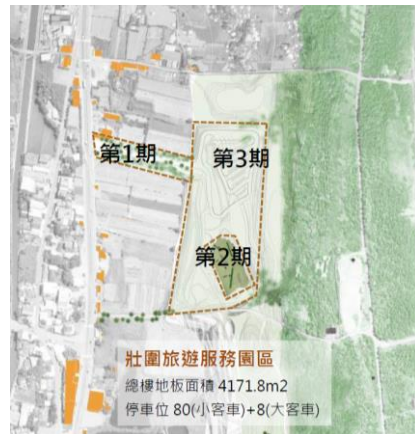 第1期
第3期
第2期
壯圍旅遊服務園區
總樓地板面積 4171.8m2
停車位 80(小客車)+8(大客車)